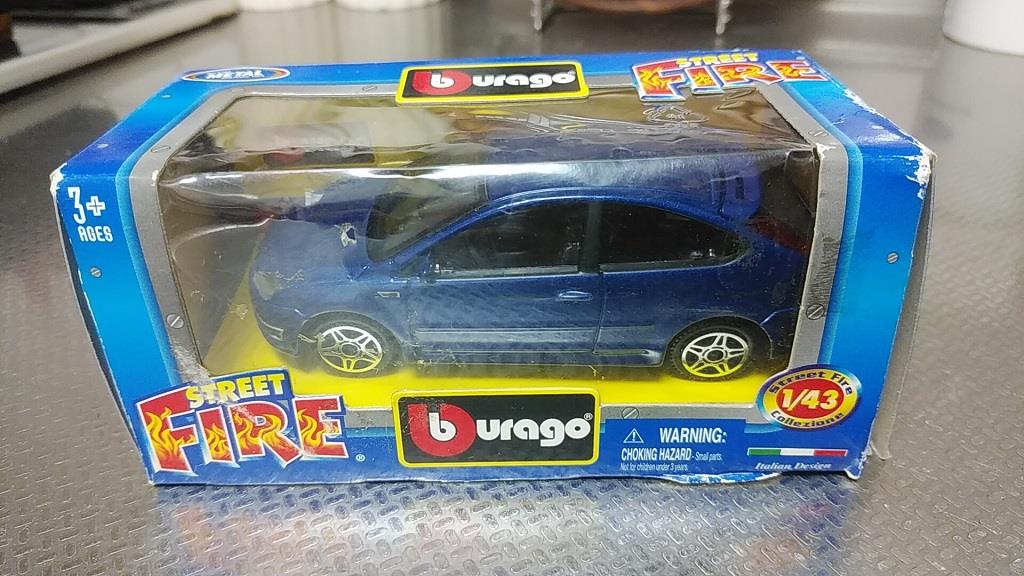 METAL
burago®
STREET
FIRE
3+
AGES
STREET
FIRE®
burago®
WARNING:
CHOKING HAZARD - Small parts.
Not for children under 3 years.
Street Fire
1/43
Collezione
Italian Design